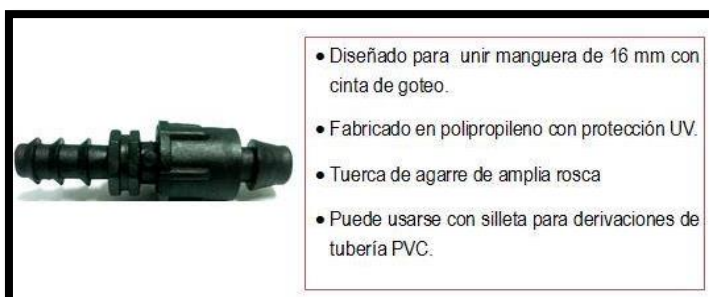 • Diseñado para unir manguera de 16 mm con
cinta de goteo.
• Fabricado en polipropileno con protección UV.
• Tuerca de agarre de amplia rosca
• Puede usarse con silleta para derivaciones de
tubería PVC.